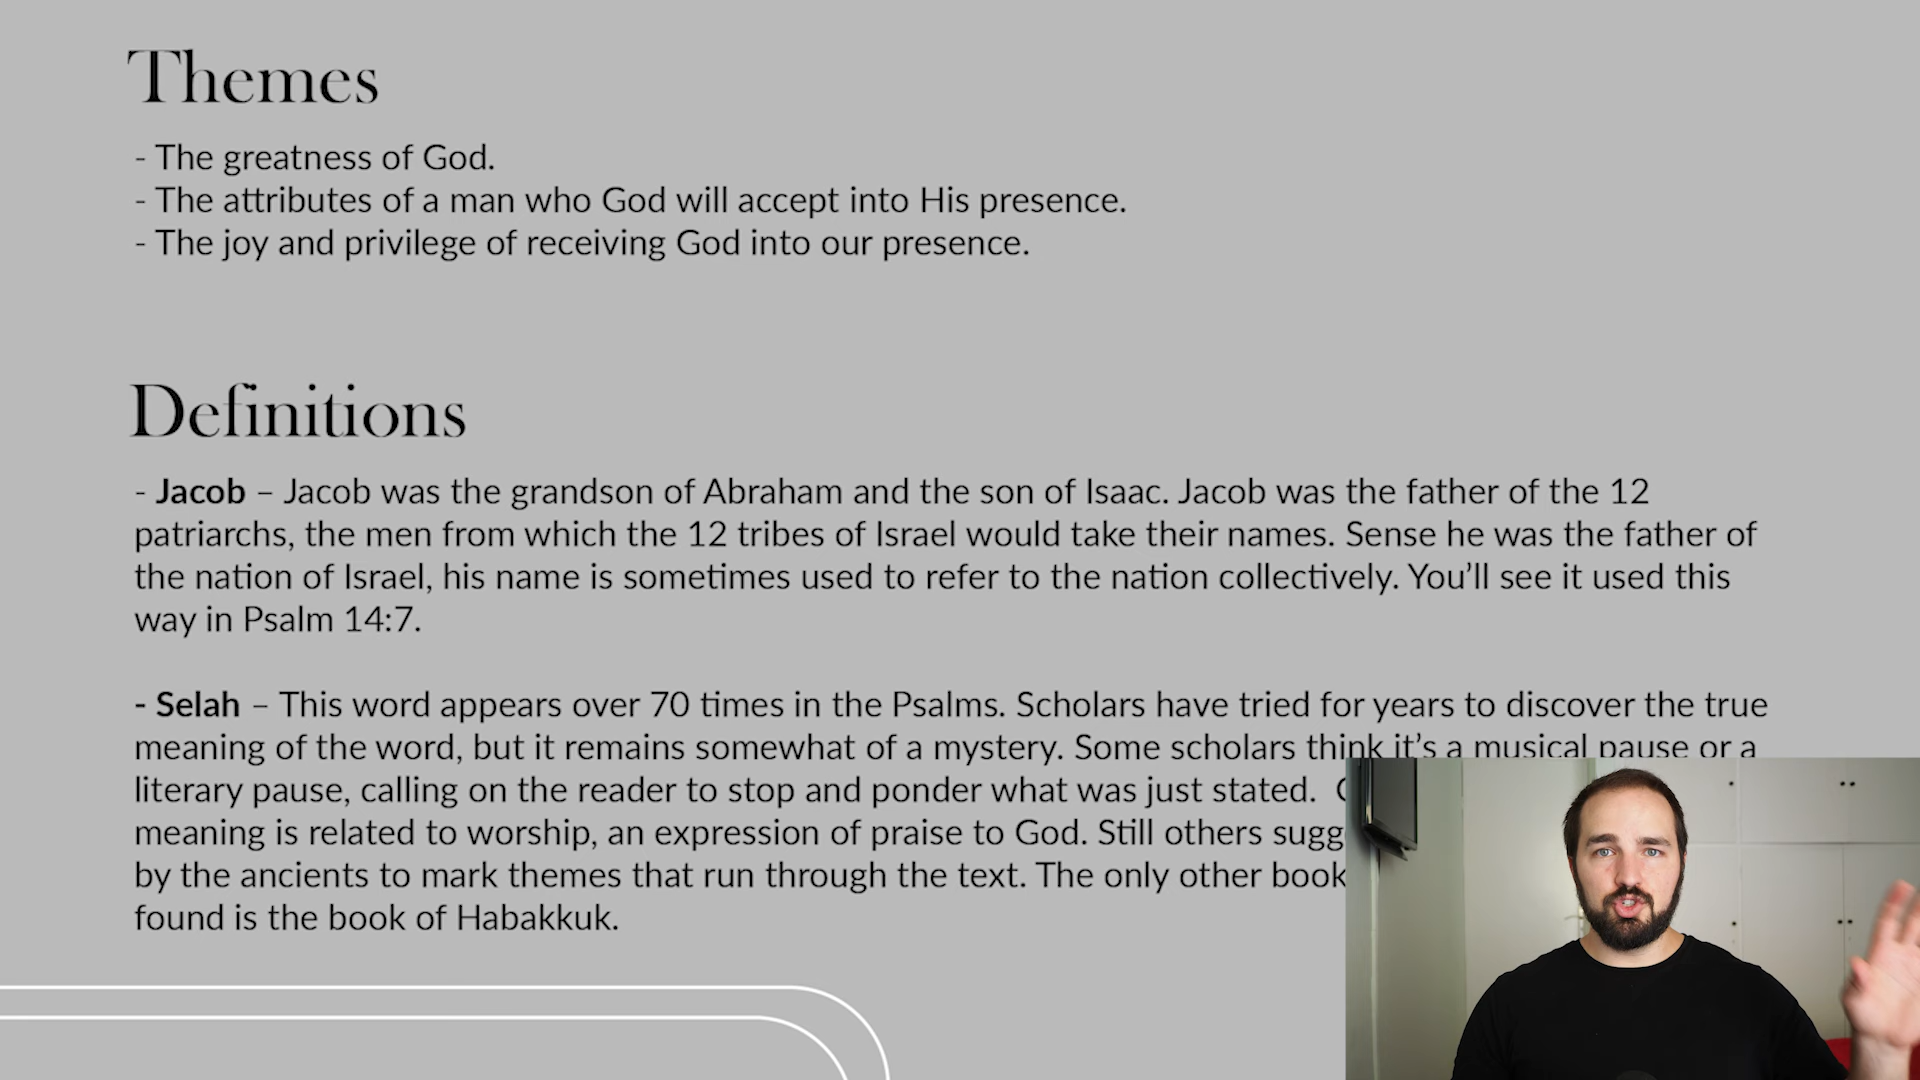 Themes
- The greatness of God.
- The attributes of a man who God will accept into His presence.
- The joy and privilege of receiving God into our presence.
Definitions
- Jacob – Jacob was the grandson of Abraham and the son of Isaac. Jacob was the father of the 12
patriarchs, the men from which the 12 tribes of Israel would take their names. Sense he was the father of
the nation of Israel, his name is sometimes used to refer to the nation collectively. You’ll see it used this
way in Psalm 14:7.
- Selah – This word appears over 70 times in the Psalms. Scholars have tried for years to discover the true
meaning of the word, but it remains somewhat of a mystery. Some scholars think it’s a musical pause or a
literary pause, calling on the reader to stop and ponder what was just stated.
meaning is related to worship, an expression of praise to God. Still others
by the ancients to mark themes that run through the text. The only other book
found is the book of Habakkuk.